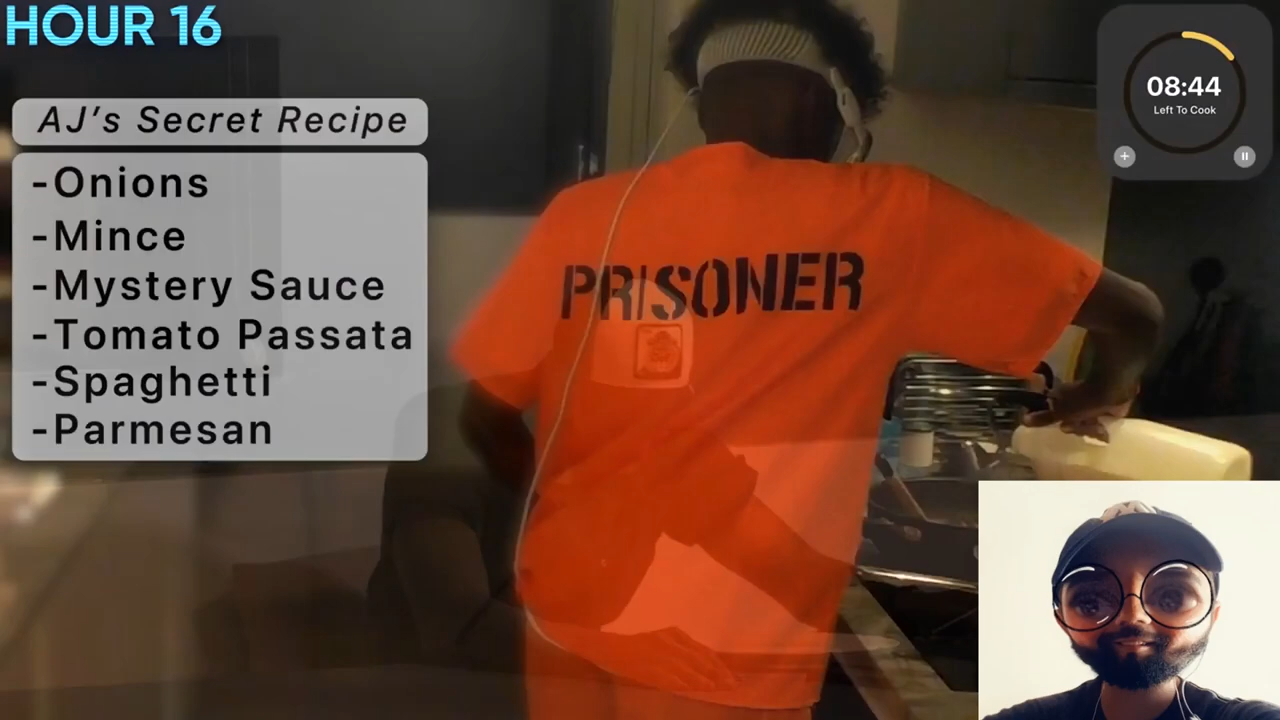 HOUR 16
AJ’s Secret Recipe
-Onions
-Mince
-Mystery Sauce
-Tomato Passata
-Spaghetti
-Parmesan
08:44
Left To Cook
PRISONER